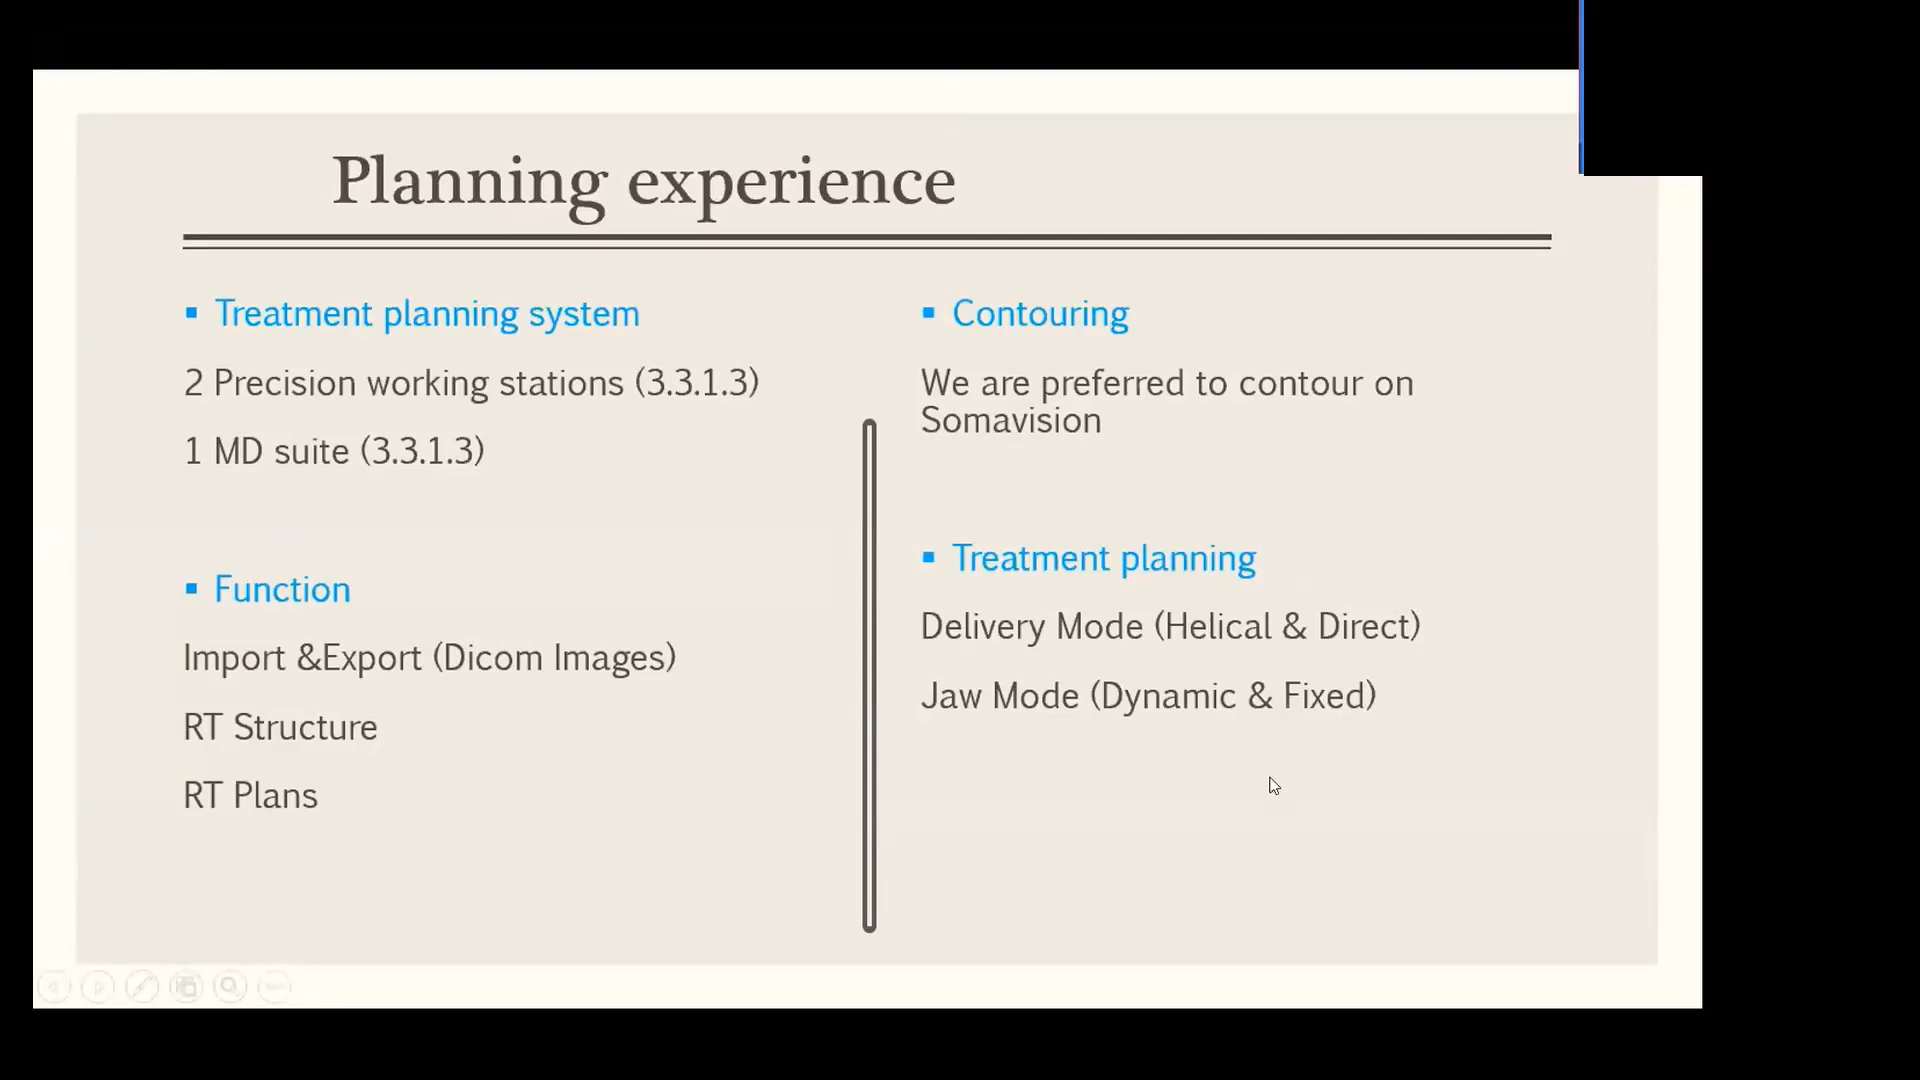 Planning experience
▪ Treatment planning system
2 Precision working stations (3.3.1.3)
1 MD suite (3.3.1.3)
▪ Function
Import &Export (Dicom Images)
RT Structure
RT Plans
▪ Contouring
We are preferred to contour on
Somavision
▪ Treatment planning
Delivery Mode (Helical & Direct)
Jaw Mode (Dynamic & Fixed)